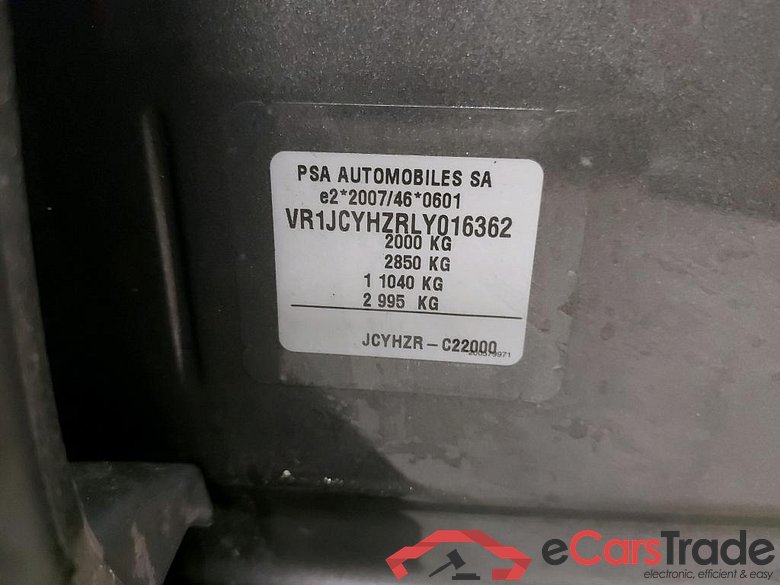 PSA AUTOMOBILES SA
e2*2007/46*0601
VR1JCYHZRLY016362
2000 KG
2850 KG
1 1040 KG
2 995 KG
JCYHZR - C22000
200579971
eCarsTrade
electronic, efficient & easy